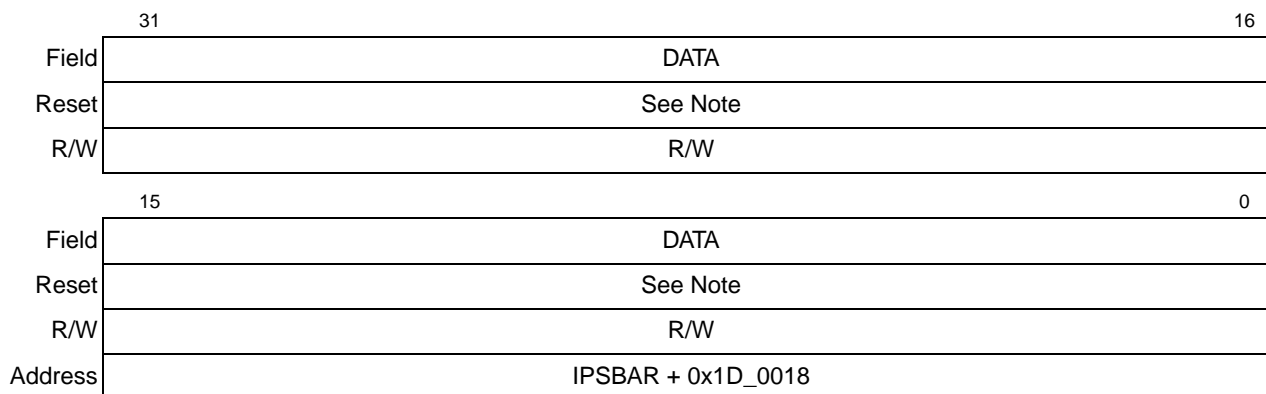 31 16
Field DATA
Reset See Note
R/W R/W
15 0
Field DATA
Reset See Note
R/W R/W
Address IPSBAR + 0x1D_0018